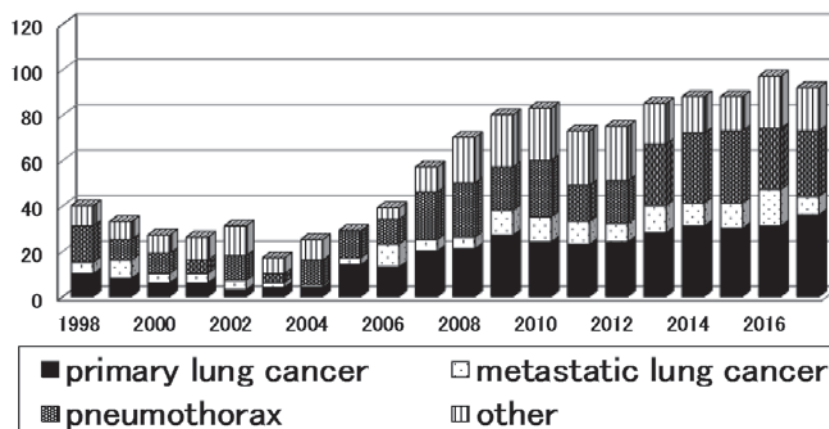 120
100
80
60
40
20
0
1998 2000 2002 2004 2006 2008 2010 2012 2014 2016
primary lung cancer metastatic lung cancer
pneumothorax other